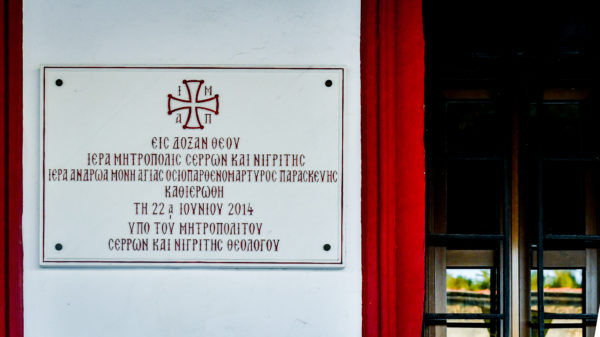 Ι Μ
Α Π
ΕΙΣ ΔΟΞΑΝ ΘΕΟΥ
ΙΕΡΑ ΜΗΤΡΟΠΟΛΙΣ ΣΕΡΡΩΝ ΚΑΙ ΝΙΓΡΙΤΗΣ
ΙΕΡΑ ΑΝΔΡΩΑ ΜΟΝΗ ΑΓΙΑΣ ΟΣΙΟΠΑΡΘΕΝΟΜΑΡΤΥΡΟΣ ΠΑΡΑΣΚΕΥΗΣ
ΚΑΘΙΕΡΩΘΗ
ΤΗ 22 α ΙΟΥΝΙΟΥ 2014
ΥΠΟ ΤΟΥ ΜΗΤΡΟΠΟΛΙΤΟΥ
ΣΕΡΡΩΝ ΚΑΙ ΝΙΓΡΙΤΗΣ ΘΕΟΛΟΓΟΥ